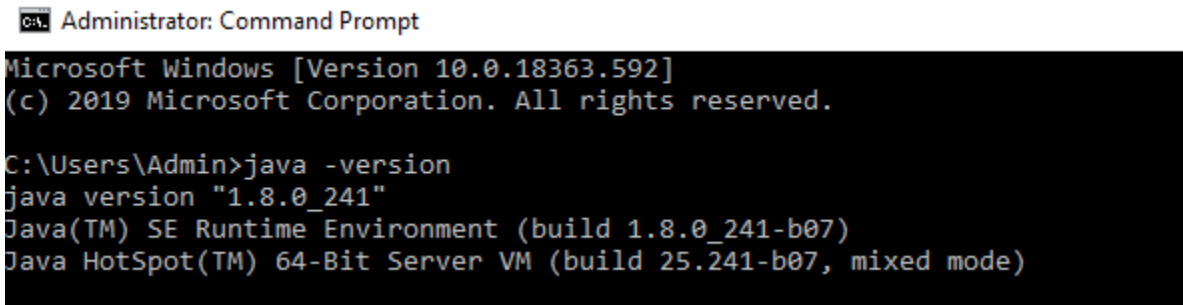 Administrator: Command Prompt
Microsoft Windows [Version 10.0.18363.592]
(c) 2019 Microsoft Corporation. All rights reserved.
C:\Users\Admin>java -version
java version "1.8.0_241"
Java(TM) SE Runtime Environment (build 1.8.0_241-b07)
Java HotSpot(TM) 64-Bit Server VM (build 25.241-b07, mixed mode)